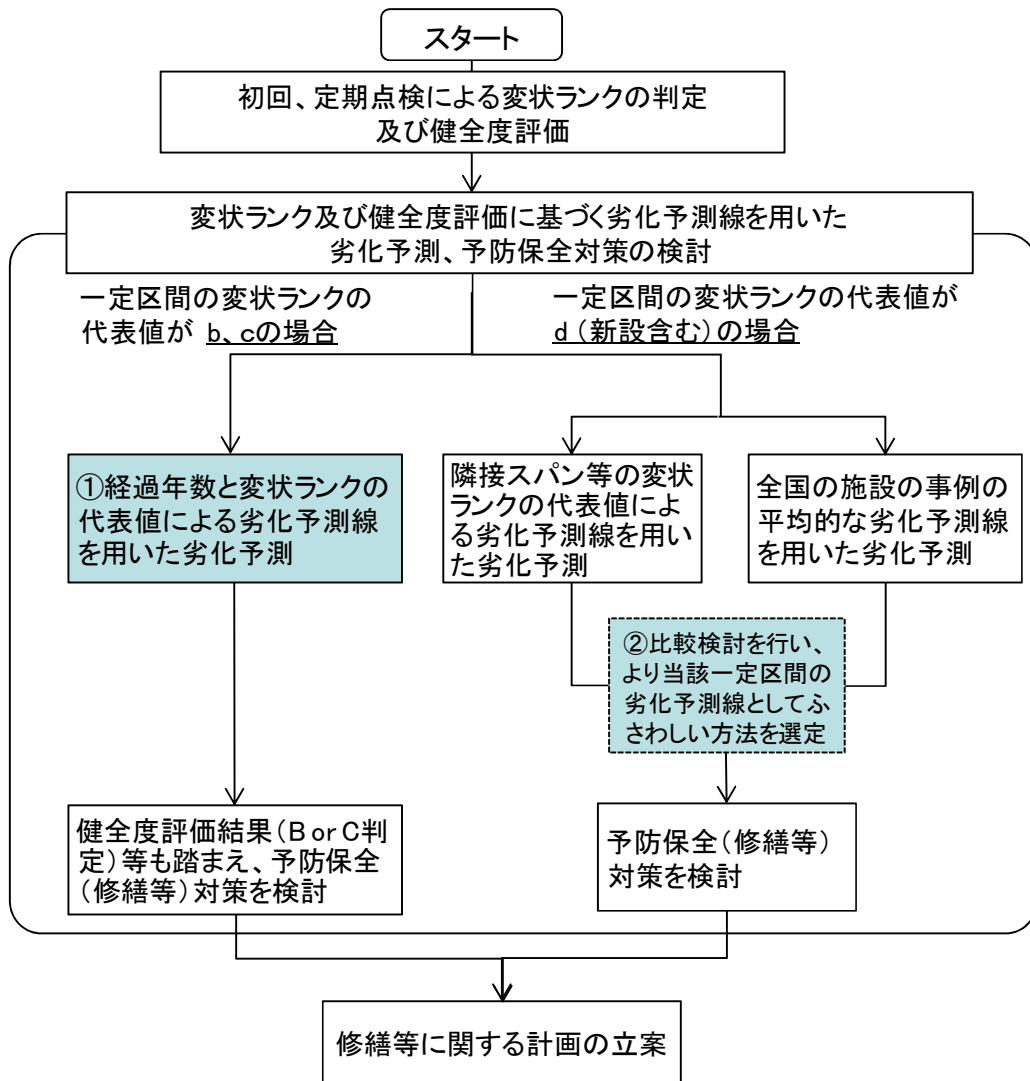 スタート
初回、定期点検による変状ランクの判定
及び健全度評価
変状ランク及び健全度評価に基づく劣化予測線を用いた
劣化予測、予防保全対策の検討
一定区間の変状ランクの
代表値が b、cの場合
一定区間の変状ランクの代表値が
d（新設含む）の場合
①経過年数と変状ランクの
代表値による劣化予測線
を用いた劣化予測
隣接スパン等の変状
ランクの代表値によ
る劣化予測線を用い
た劣化予測
全国の施設の事例の
平均的な劣化予測線
を用いた劣化予測
②比較検討を行い、
より当該一定区間の
劣化予測線としてふ
さわしい方法を選定
健全度評価結果（B or C判
定）等も踏まえ、予防保全
（修繕等）対策を検討
予防保全（修繕等）
対策を検討
修繕等に関する計画の立案